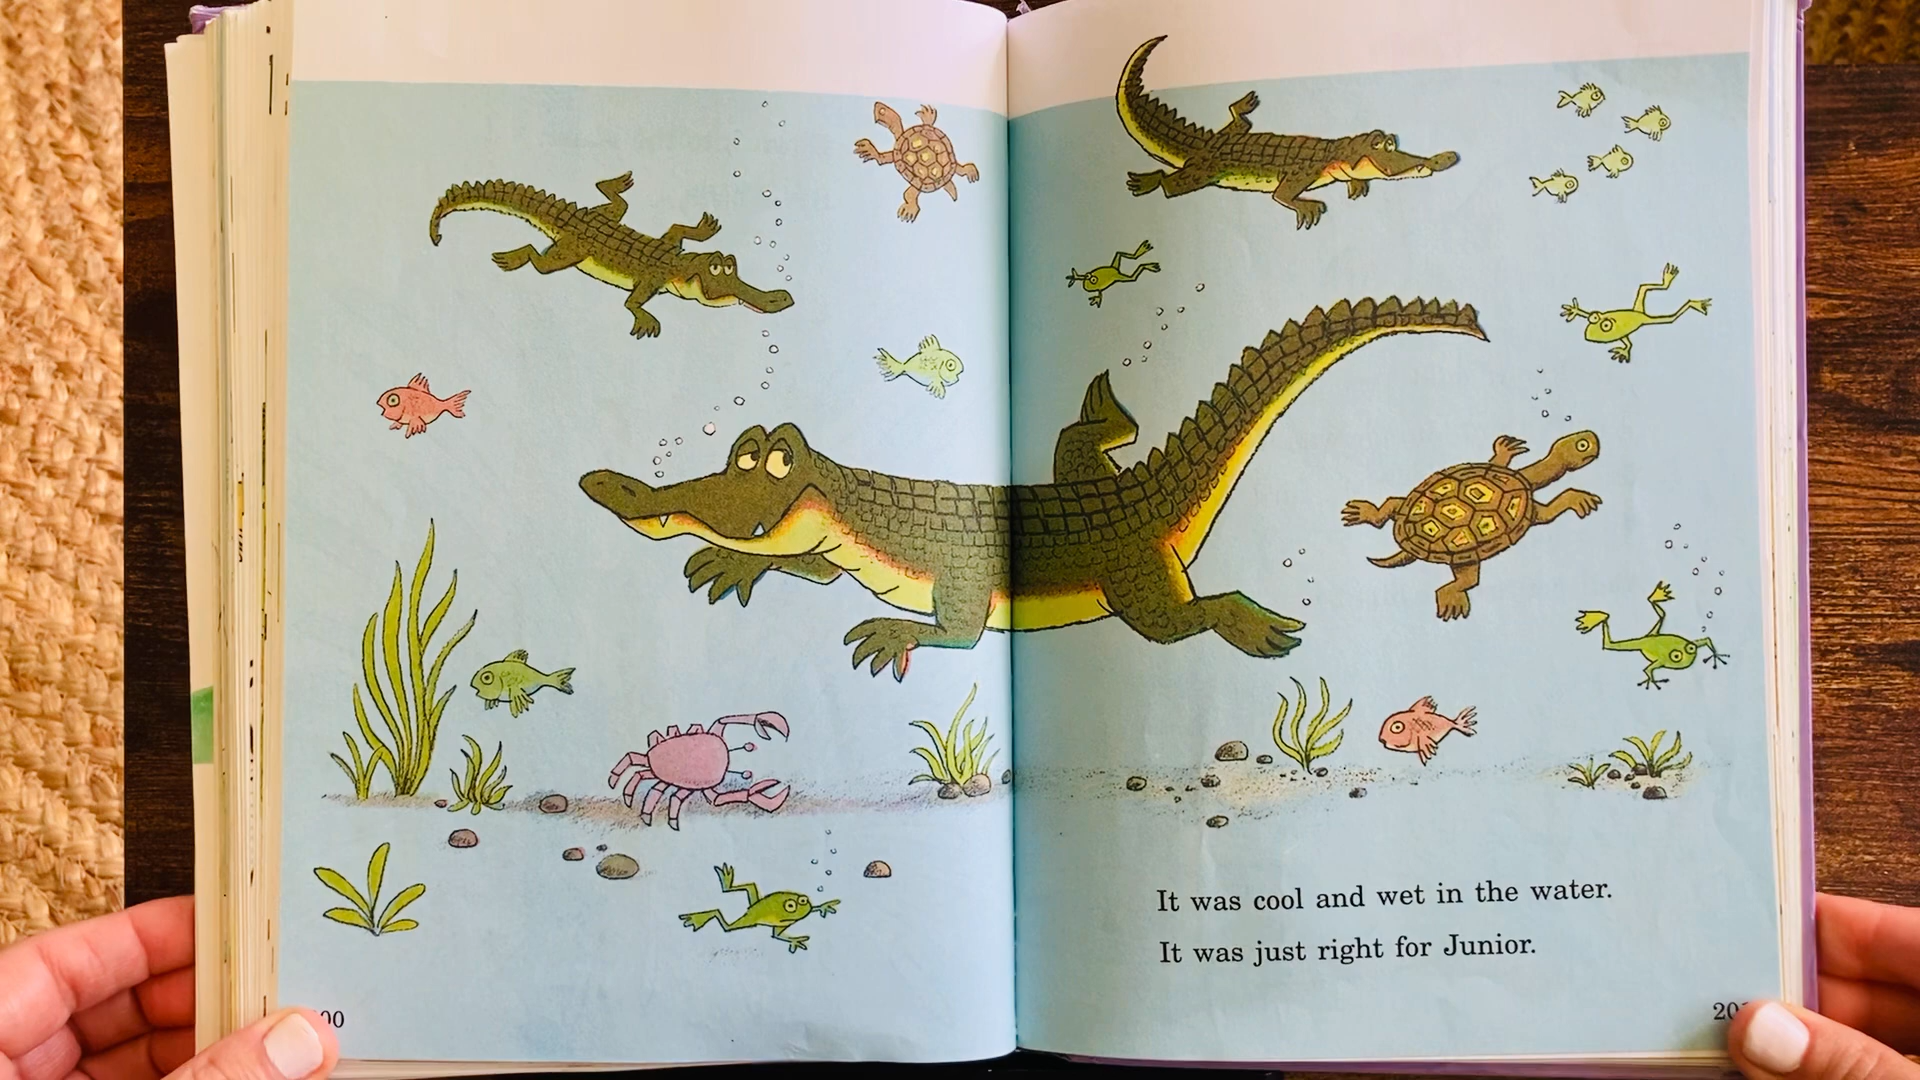 It was cool and wet in the water.
It was just right for Junior.